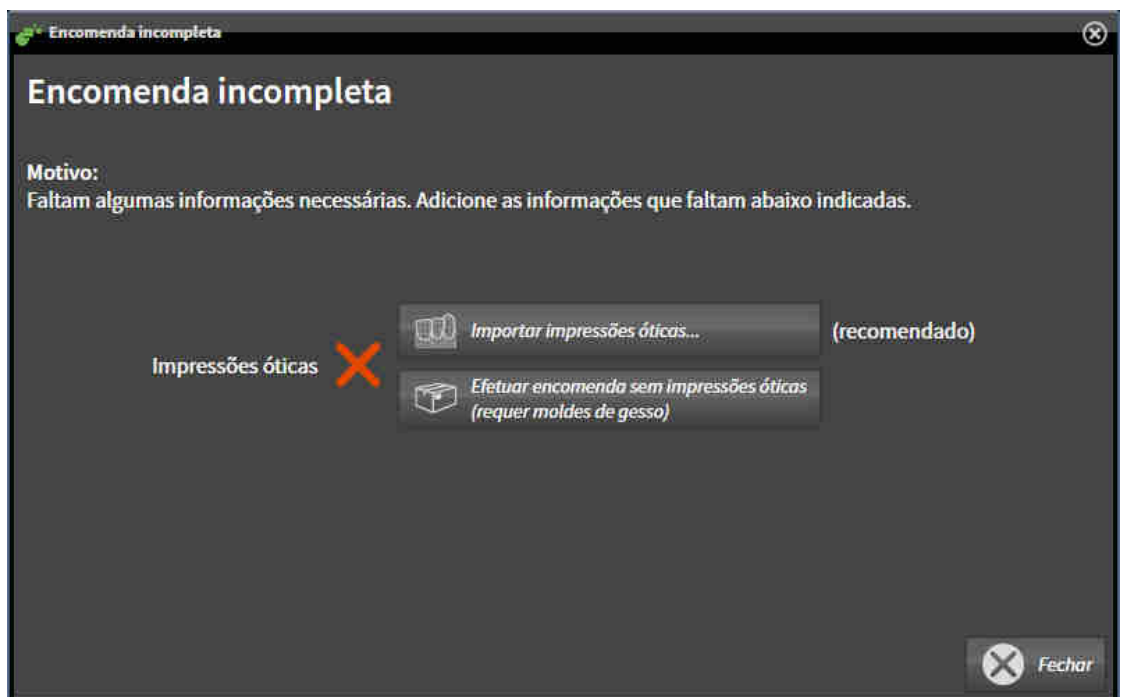 Encomenda incompleta
Encomenda incompleta
Motivo:
Faltam algumas informações necessárias. Adicione as informações que faltam abaixo indicadas.
Importar impressões óticas... (recomendado)
Impressões óticas
Efetuar encomenda sem impressões óticas
(requer moldes de gesso)
Fechar